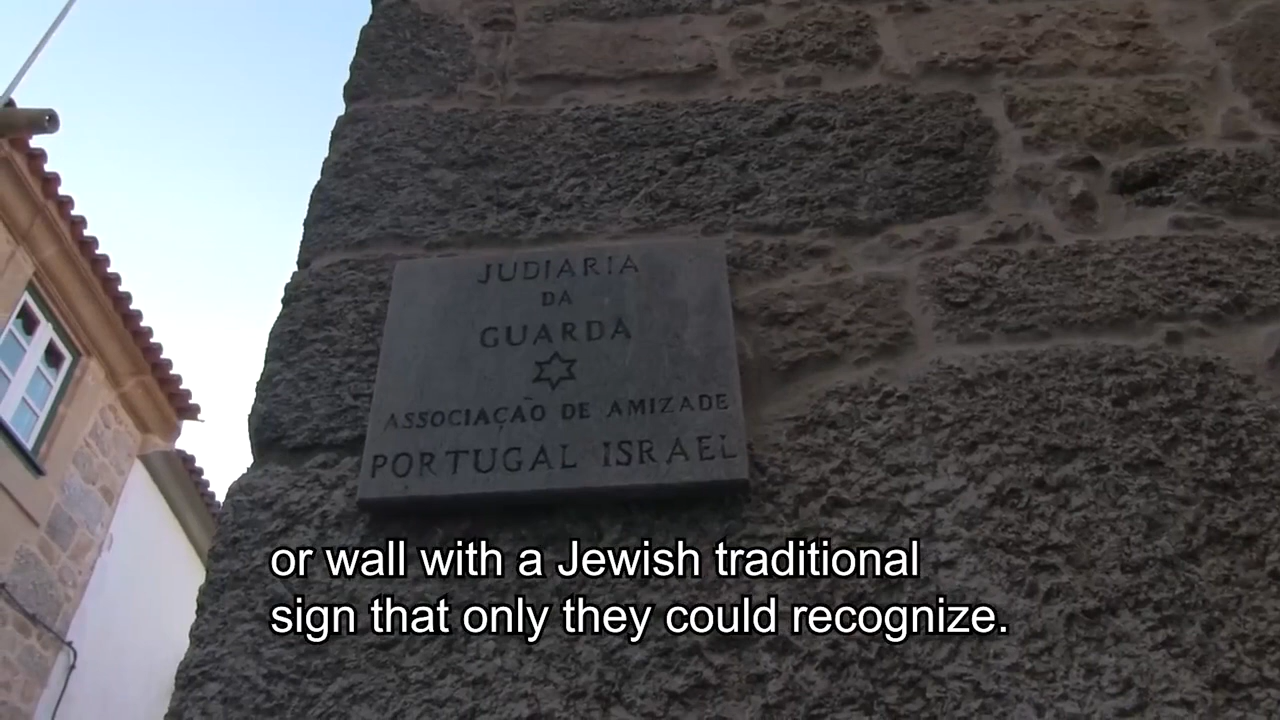 JUDIARIA
DA
GUARDA
ASSOCIAÇÃO DE AMIZADE
PORTUGAL ISRAEL
or wall with a Jewish traditional
sign that only they could recognize.